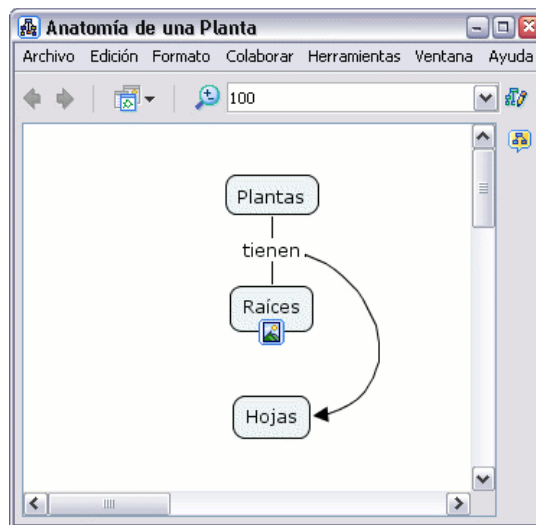 Anatomía de una Planta
Archivo Edición Formato Colaborar Herramientas Ventana Ayuda
100
Plantas
tienen
Raíces
Hojas